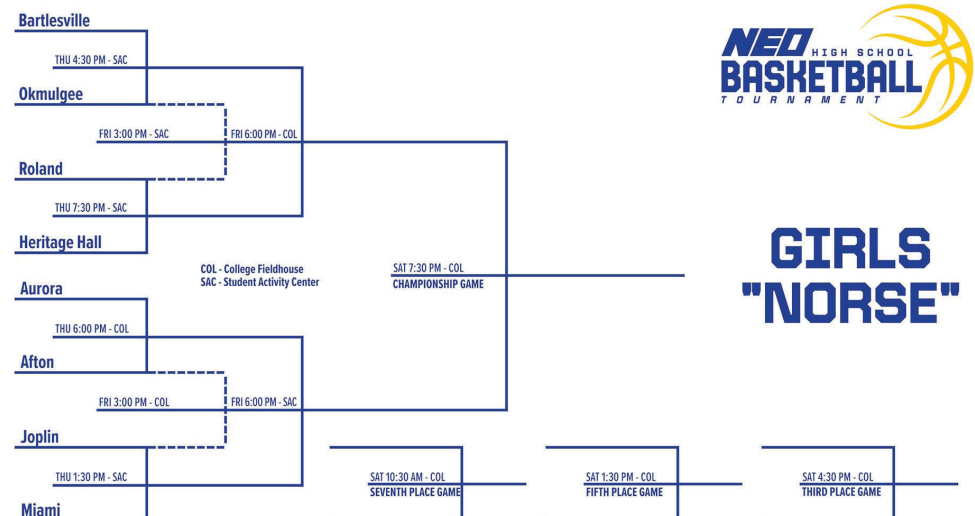 Bartlesville
THU 4:30 PM - SAC
Okmulgee
FRI 3:00 PM - SAC
FRI 6:00 PM - COL
Roland
THU 7:30 PM - SAC
Heritage Hall
NEO HIGH SCHOOL
BASKETBALL
TOURNAMENT
GIRLS
"NORSE"
COL - College Fieldhouse
SAC - Student Activity Center
SAT 7:30 PM - COL
CHAMPIONSHIP GAME
Aurora
THU 6:00 PM - COL
Afton
FRI 3:00 PM - COL
FRI 6:00 PM - SAC
Joplin
THU 1:30 PM - SAC
Miami
SAT 10:30 AM - COL
SEVENTH PLACE GAME
SAT 1:30 PM - COL
FIFTH PLACE GAME
SAT 4:30 PM - COL
THIRD PLACE GAME